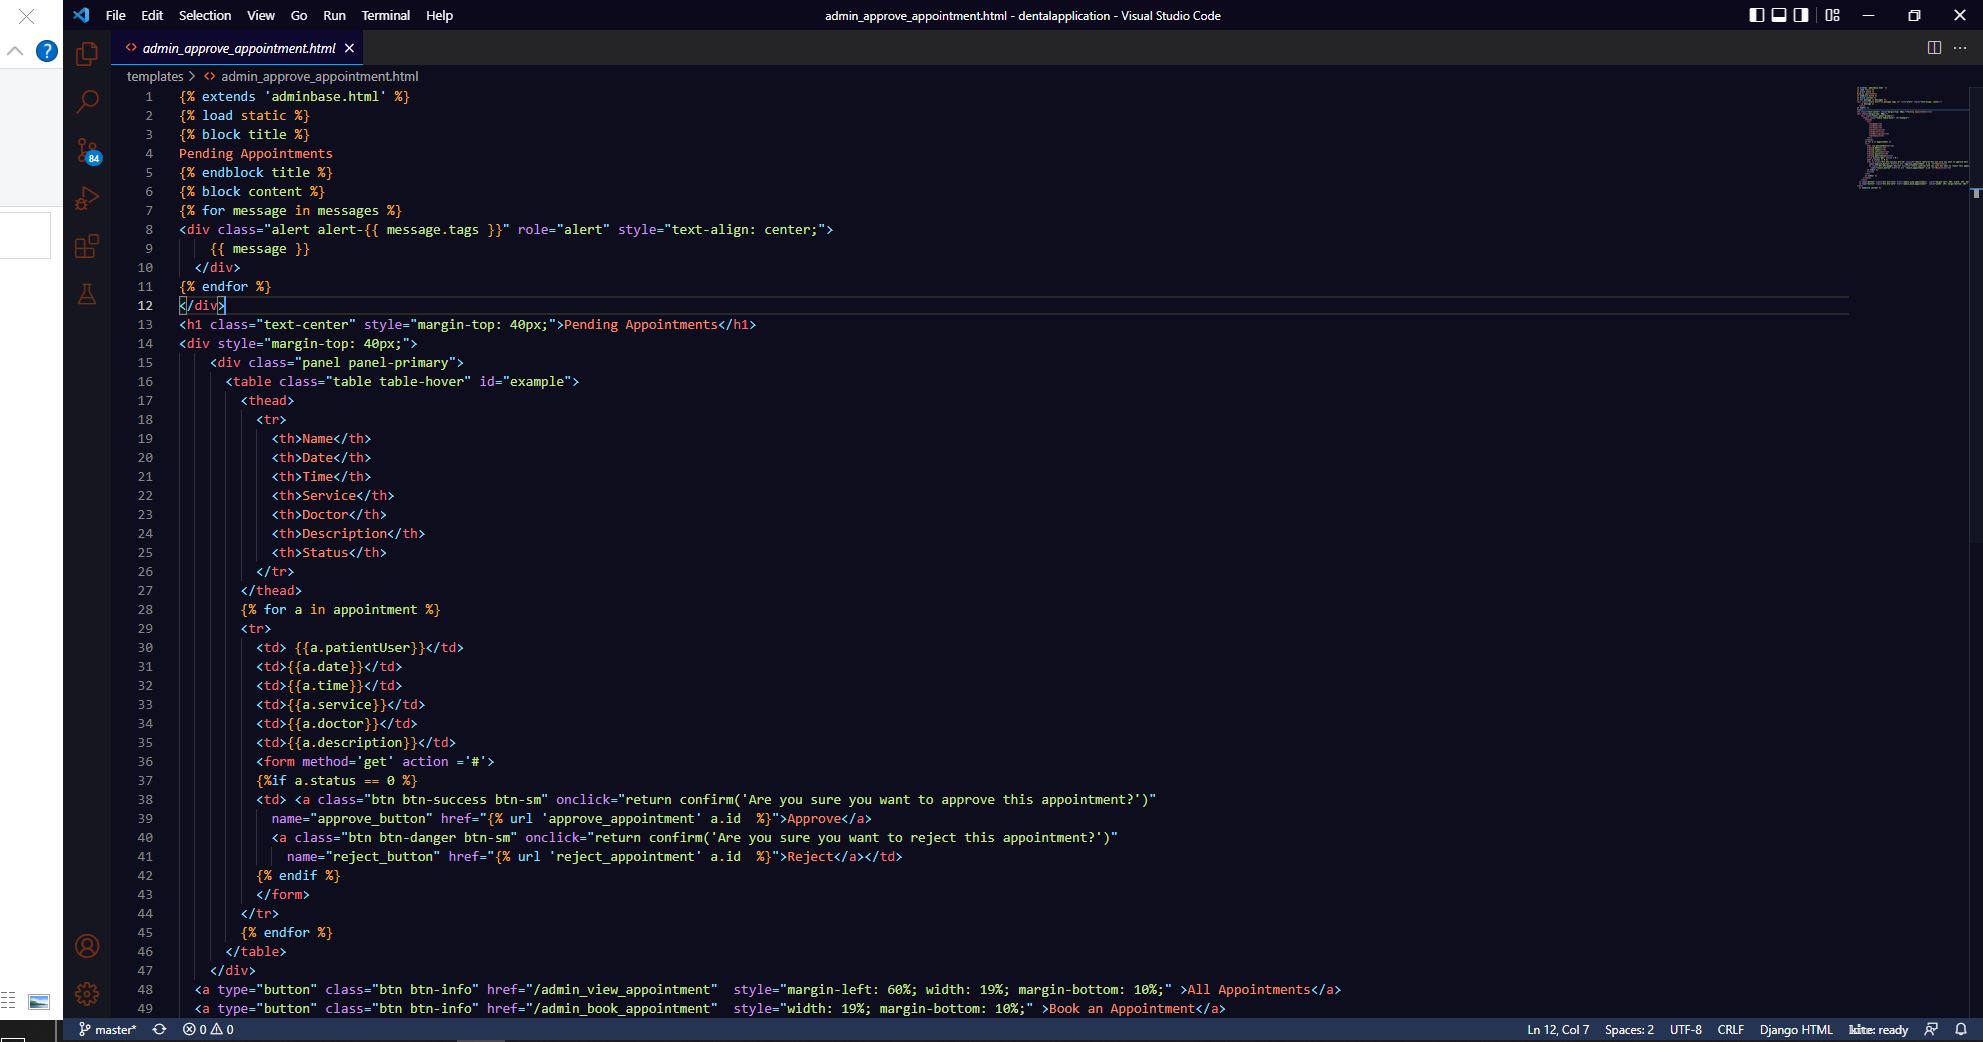 File Edit Selection View Go Run Terminal Help
admin_approve_appointment.html - dentalapplication - Visual Studio Code
?
<> admin_approve_appointment.html ×
templates > <> admin_approve_appointment.html
84
1 {% extends 'adminbase.html' %}
2 {% load static %}
3 {% block title %}
4 Pending Appointments
5 {% endblock title %}
6 {% block content %}
7 {% for message in messages %}
8 <div class="alert alert-{{ message.tags }}" role="alert" style="text-align: center;">
9 {{ message }}
10 </div>
11 {% endfor %}
12 </div>
13 <h1 class="text-center" style="margin-top: 40px;">Pending Appointments</h1>
14 <div style="margin-top: 40px;">
15 <div class="panel panel-primary">
16 <table class="table table-hover" id="example">
17 <thead>
18 <tr>
19 <th>Name</th>
20 <th>Date</th>
21 <th>Time</th>
22 <th>Service</th>
23 <th>Doctor</th>
24 <th>Description</th>
25 <th>Status</th>
26 </tr>
27 </thead>
28 {% for a in appointment %}
29 <tr>
30 <td> {{a.patientUser}}</td>
31 <td>{{a.date}}</td>
32 <td>{{a.time}}</td>
33 <td>{{a.service}}</td>
34 <td>{{a.doctor}}</td>
35 <td>{{a.description}}</td>
36 <form method='get' action ='#'>
37 {%if a.status == 0 %}
38 <td> <a class="btn btn-success btn-sm" onclick="return confirm('Are you sure you want to approve this appointment?')"
39 name="approve_button" href="{% url 'approve_appointment' a.id  %}">Approve</a>
40 <a class="btn btn-danger btn-sm" onclick="return confirm('Are you sure you want to reject this appointment?')"
41 name="reject_button" href="{% url 'reject_appointment' a.id  %}">Reject</a></td>
42 {% endif %}
43 </form>
44 </tr>
45 {% endfor %}
46 </table>
47 </div>
48 <a type="button" class="btn btn-info" href="/admin_view_appointment"  style="margin-left: 60%; width: 19%; margin-bottom: 10%;" >All Appointments</a>
49 <a type="button" class="btn btn-info" href="/admin_book_appointment"  style="width: 19%; margin-bottom: 10%;" >Book an Appointment</a>
master* 0 0
Ln 12, Col 7 Spaces: 2 UTF-8 CRLF Django HTML kite: ready